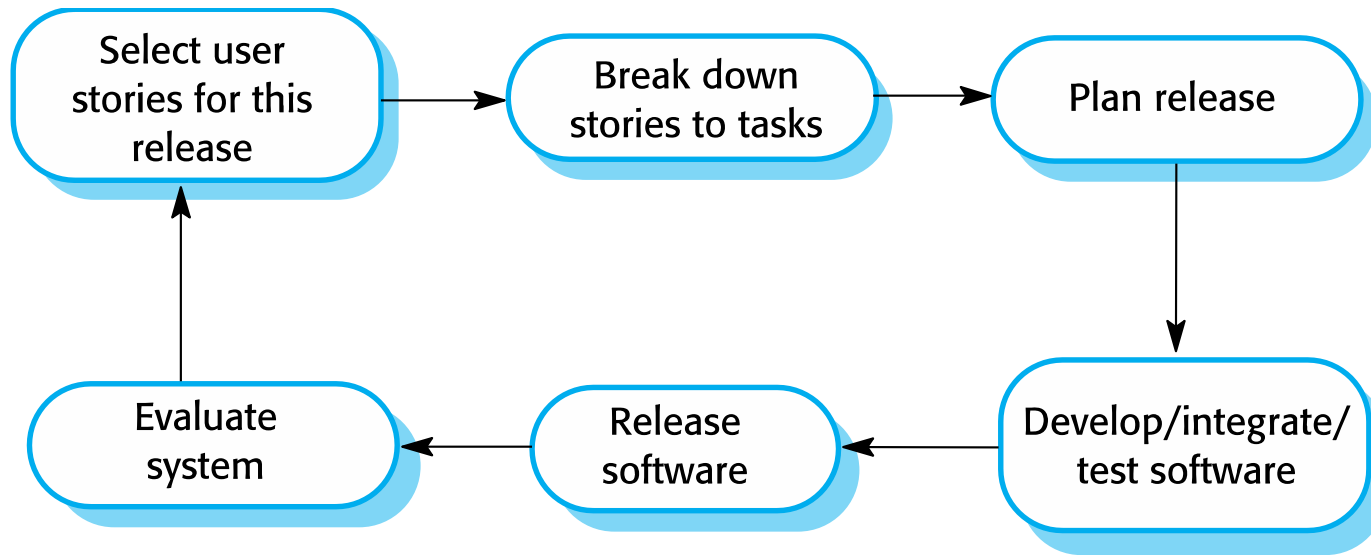 Select user
stories for this
release
Break down
stories to tasks
Plan release
Evaluate
system
Release
software
Develop/integrate/
test software